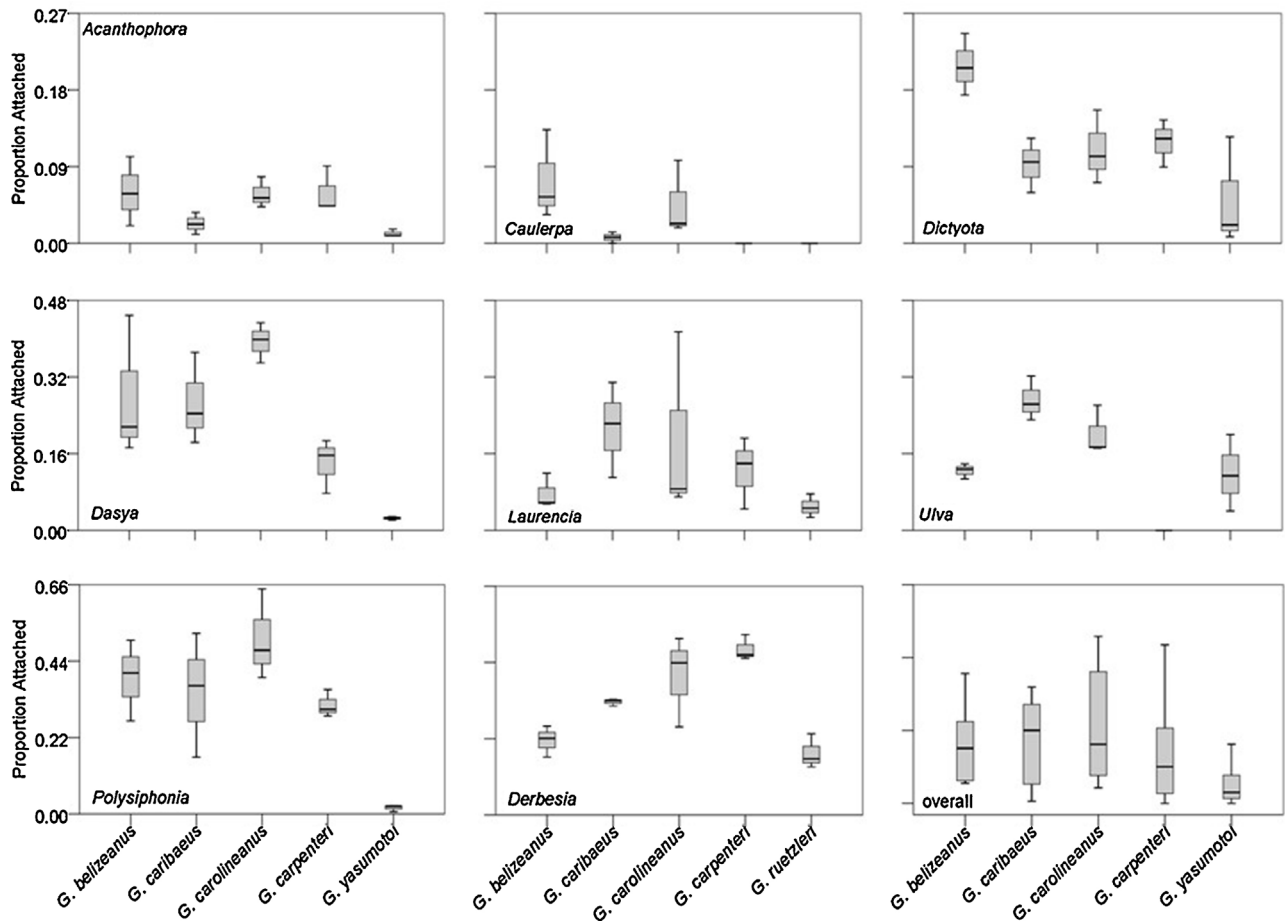 Acanthophora
Caulerpa
Dictyota
Proportion Attached
0.27
0.18
0.09
0.00
Dasya
Laurencia
Ulva
Proportion Attached
0.48
0.32
0.16
0.00
Polysiphonia
Derbesia
overall
Proportion Attached
0.66
0.44
0.22
0.00
G. belizeanus
G. caribaeus
G. carolineanus
G. carpenteri
G. yasumotoi
G. belizeanus
G. caribaeus
G. carolineanus
G. carpenteri
G. ruetzleri
G. belizeanus
G. caribaeus
G. carolineanus
G. carpenteri
G. yasumotoi